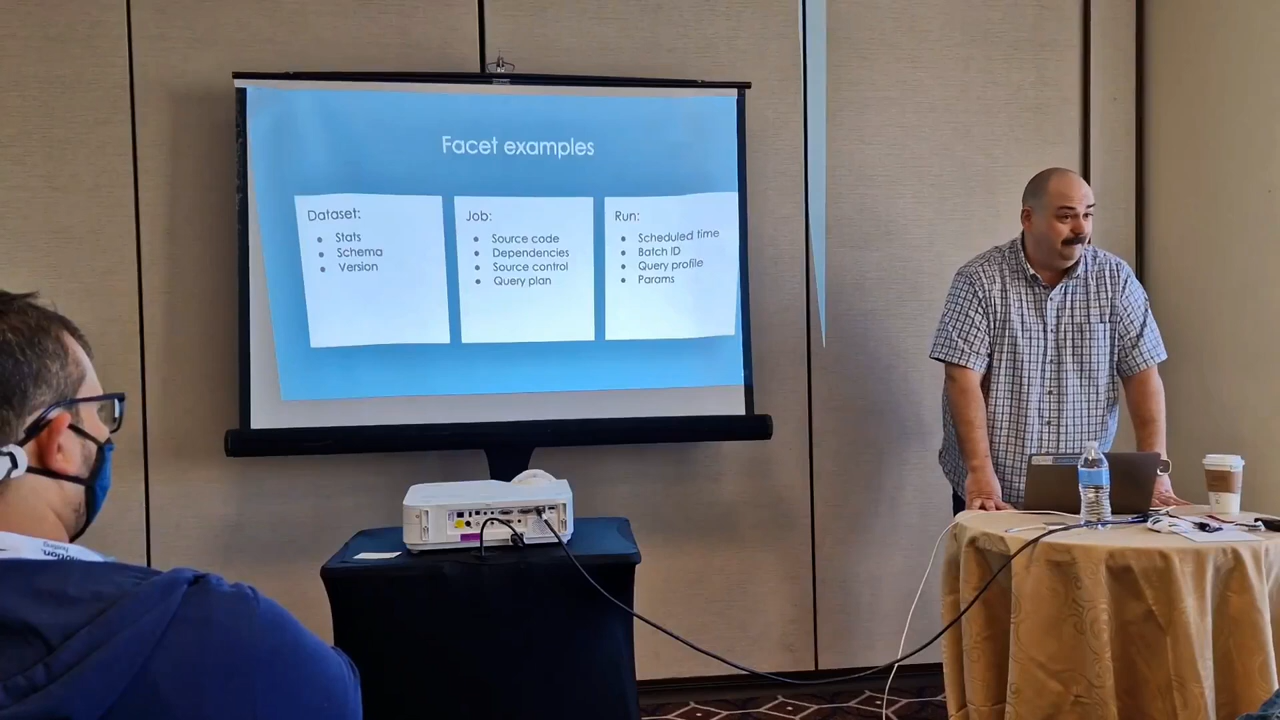 Facet examples
Dataset:
• Stats
• Schema
• Version
Job:
• Source code
• Dependencies
• Source control
• Query plan
Run:
• Scheduled time
• Batch ID
• Query profile
• Params